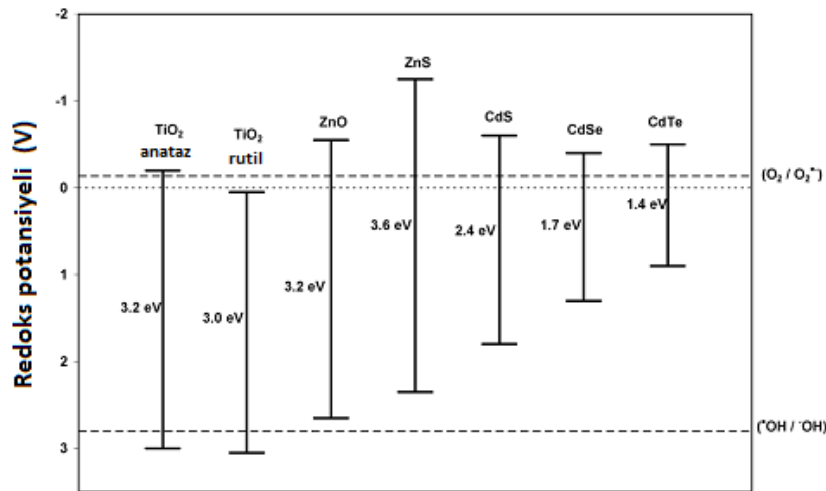 Redoks potansiyeli (V)
-2
-1
0
1
2
3
TiO₂
anataz
3.2 eV
TiO₂
rutil
3.0 eV
ZnO
3.2 eV
ZnS
3.6 eV
CdS
2.4 eV
CdSe
1.7 eV
CdTe
1.4 eV
(O₂ / O₂•)
(•OH / -OH)